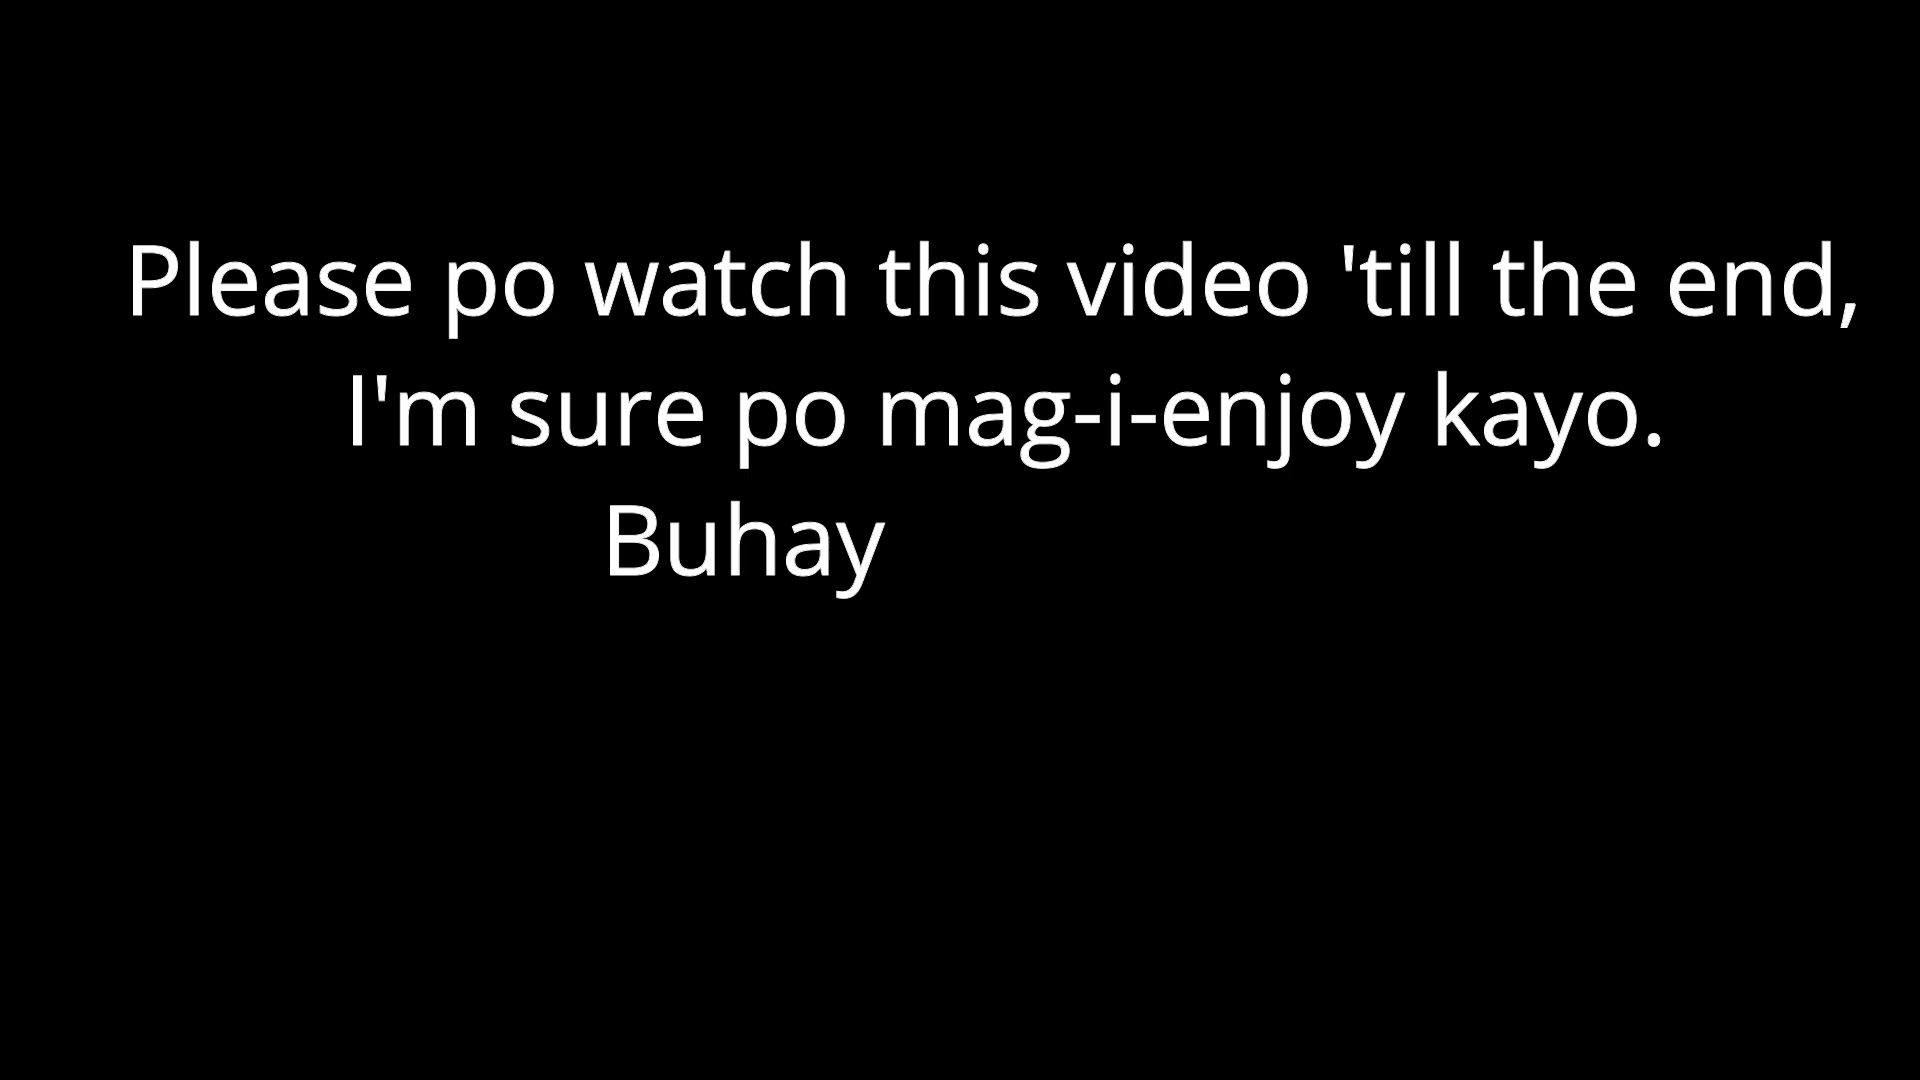 Please po watch this video 'till the end,
I'm sure po mag-i-enjoy kayo.
Buhay